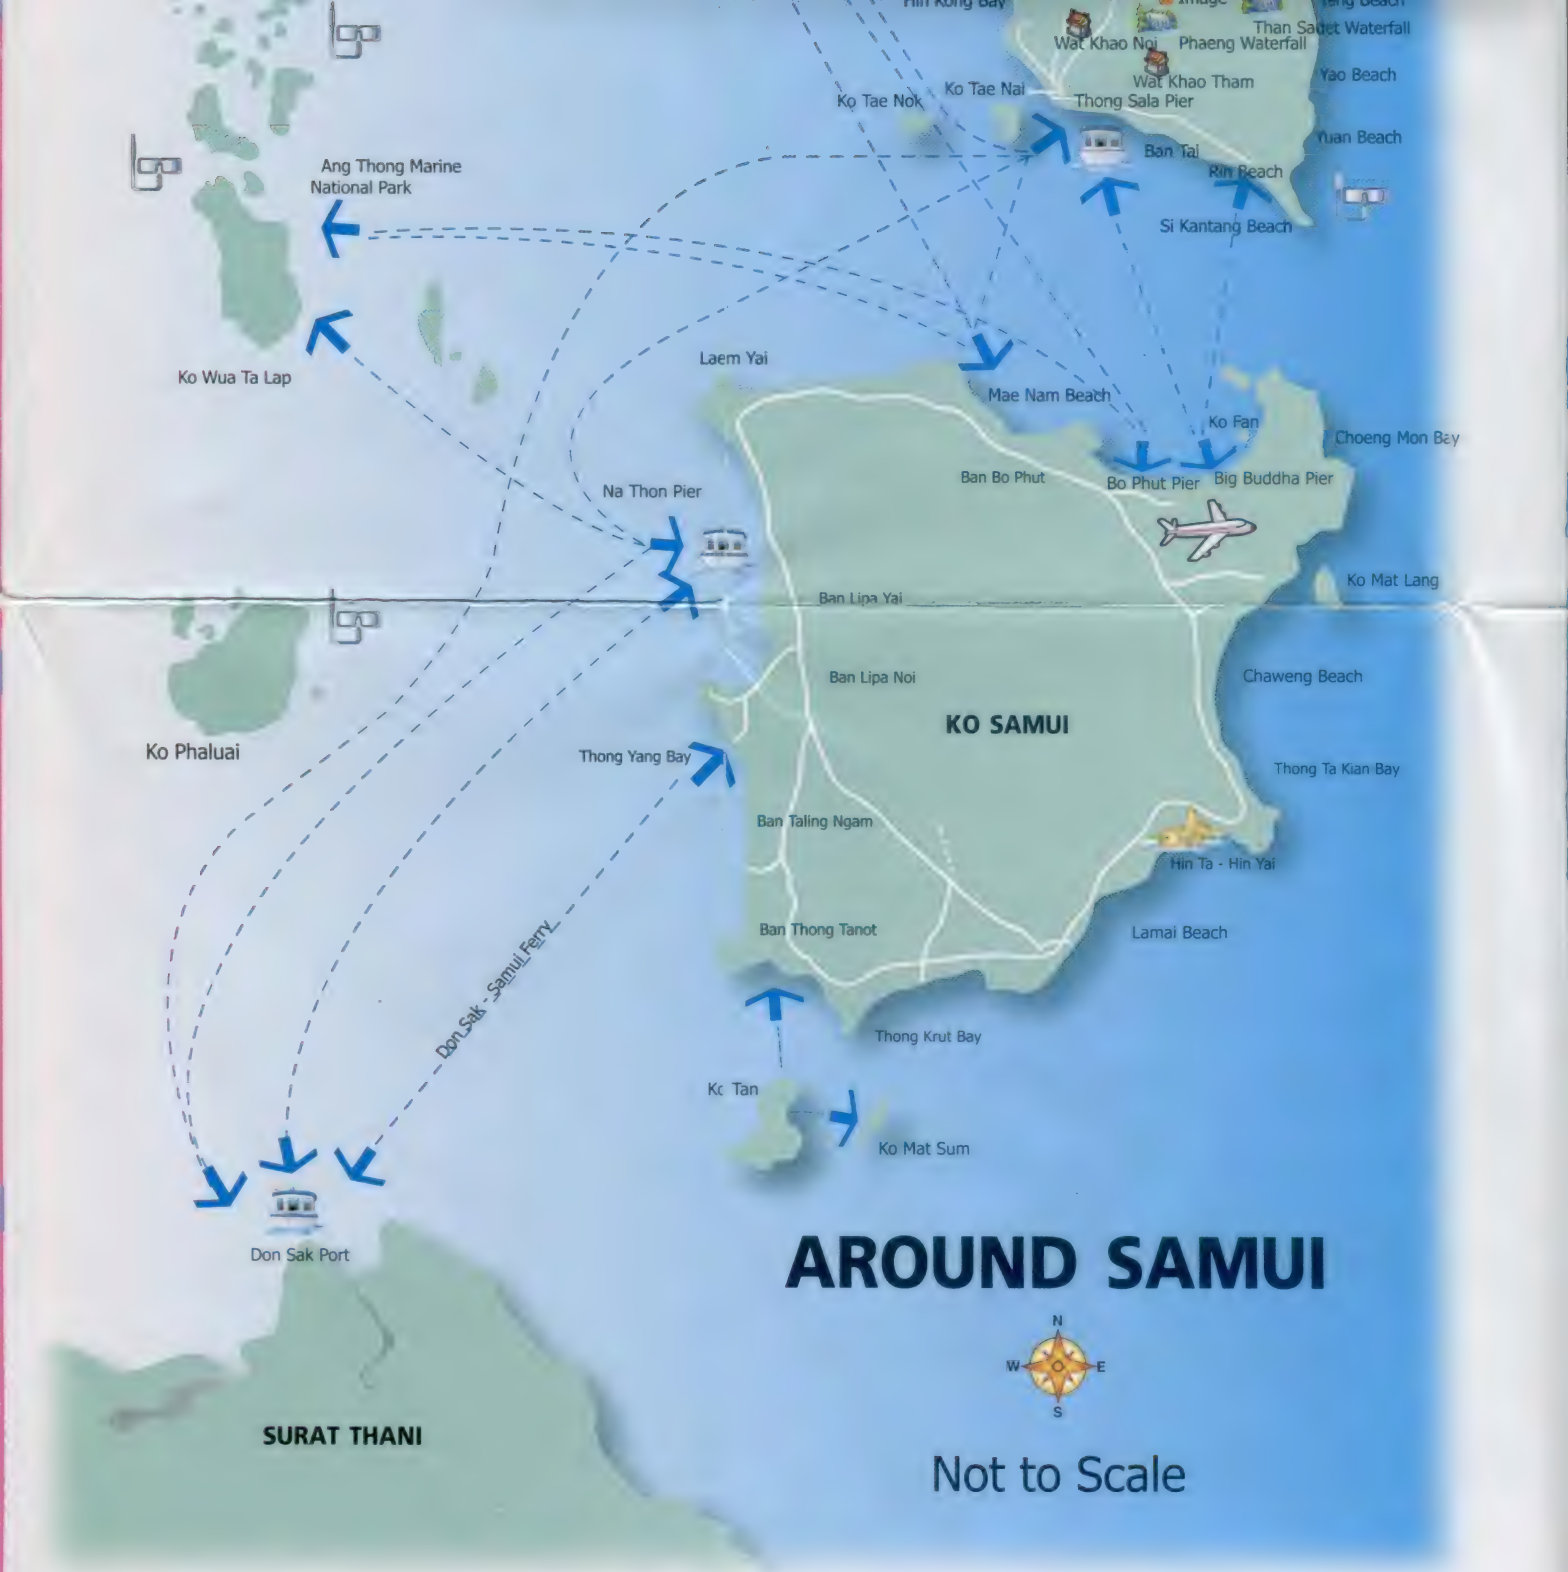 Hin Kong Bay
Than Sadet Waterfall
Wat Khao Noi
Phaeng Waterfall
Yao Beach
Wat Khao Tham
Ko Tae Nok
Ko Tae Nai
Thong Sala Pier
Yuan Beach
Ban Tai
Rin Beach
Si Kantang Beach
Ang Thong Marine
National Park
Ko Wua Ta Lap
Laem Yai
Mae Nam Beach
Ko Fan
Choeng Mon Bay
Ban Bo Phut
Bo Phut Pier
Big Buddha Pier
Na Thon Pier
Ko Mat Lang
Ban Lipa Yai
Ban Lipa Noi
Chaweng Beach
KO SAMUI
Ko Phaluai
Thong Yang Bay
Thong Ta Kian Bay
Ban Taling Ngam
Hin Ta - Hin Yai
Ban Thong Tanot
Lamai Beach
Don Sak - Samui Ferry
Thong Krut Bay
Ko Tan
Ko Mat Sum
Don Sak Port
AROUND SAMUI
N
W E
S
SURAT THANI
Not to Scale